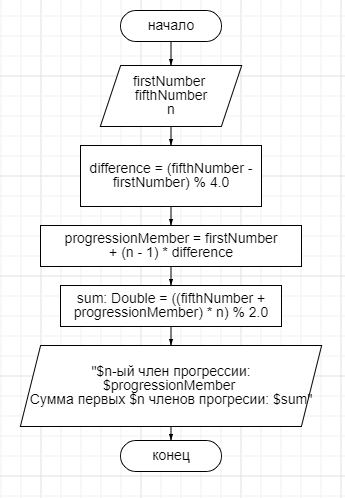 начало
firstNumber
fifthNumber
n
difference = (fifthNumber -
firstNumber) % 4.0
progressionMember = firstNumber
+ (n - 1) * difference
sum: Double = ((fifthNumber +
progressionMember) * n) % 2.0
"$n-ый член прогрессии:
$progressionMember
Сумма первых $n членов прогресии: $sum"
конец